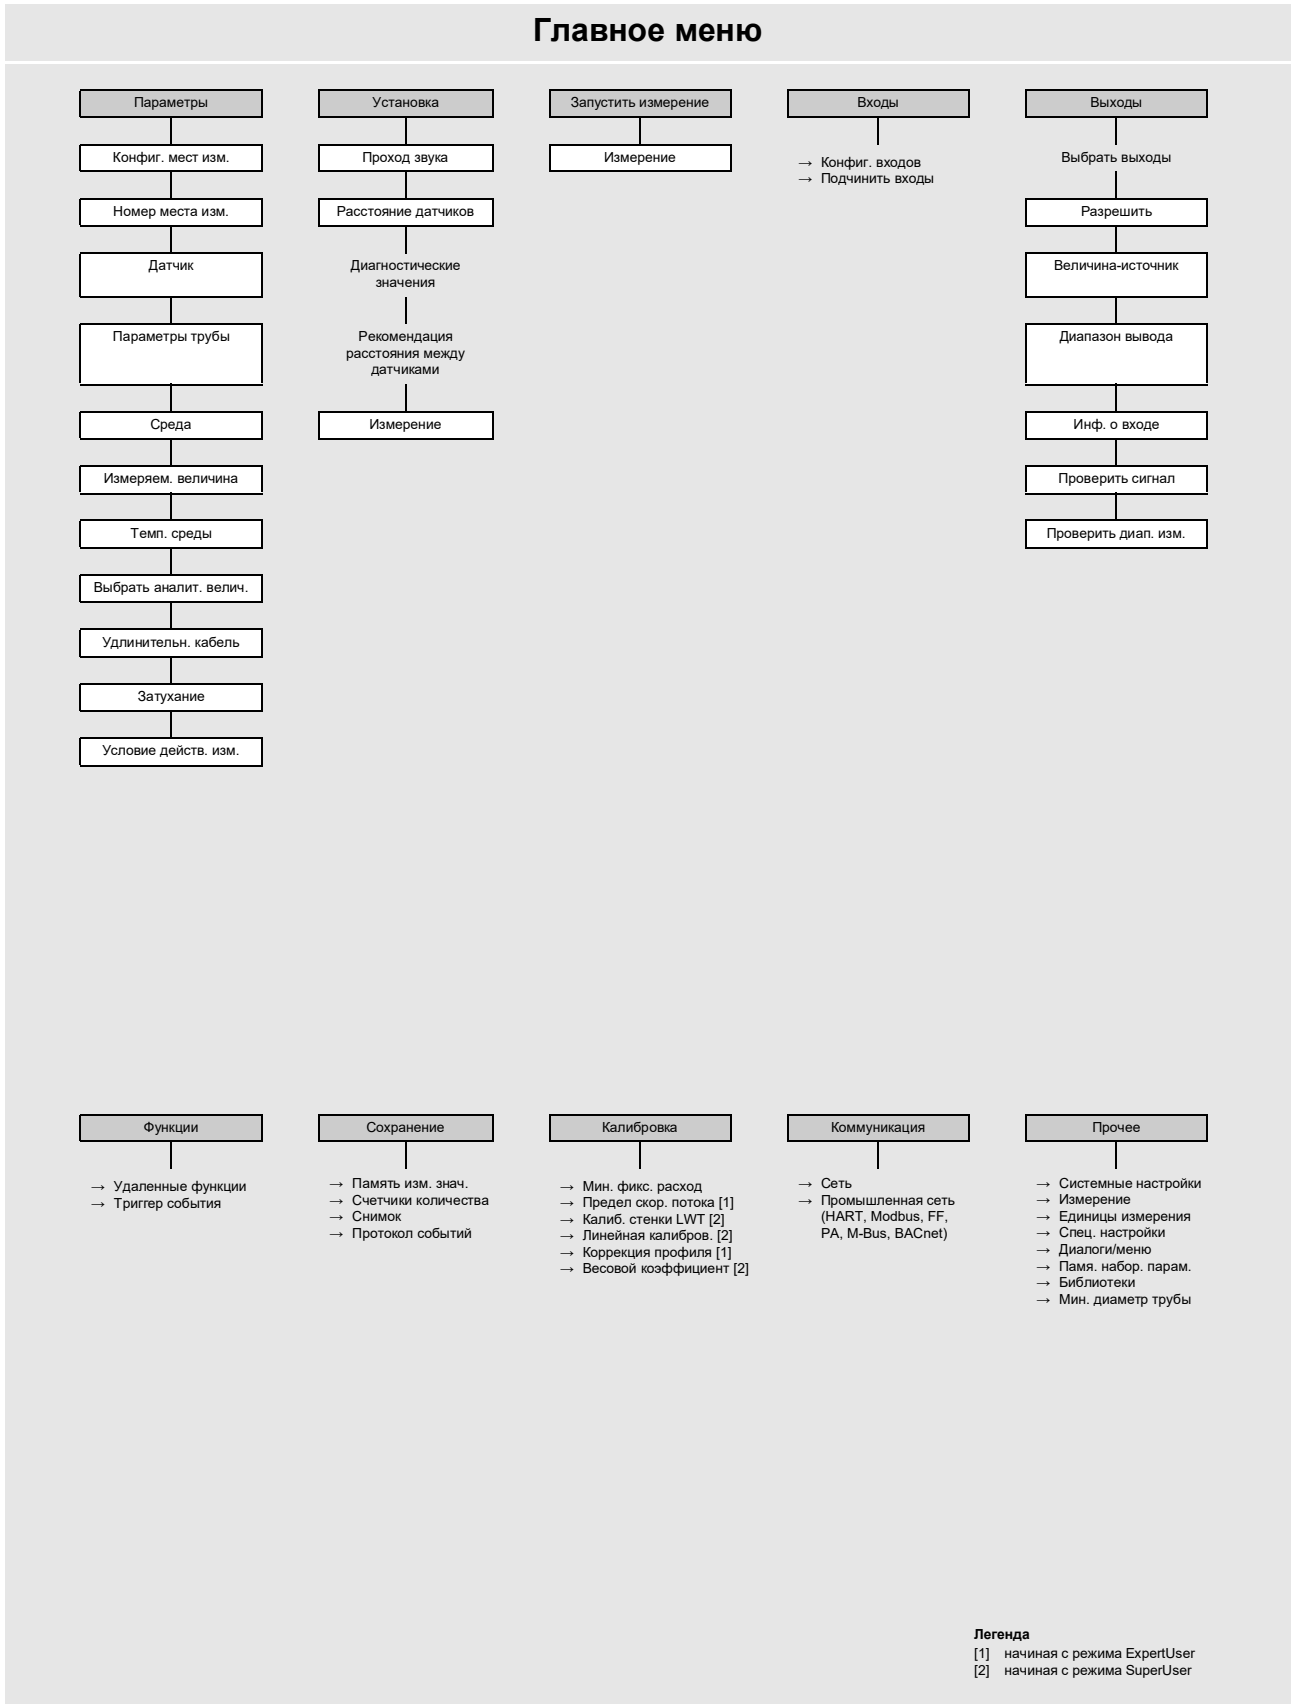 Главное меню
Параметры
Конфиг. мест изм.
Номер места изм.
Датчик
Параметры трубы
Среда
Измеряем. величина
Темп. среды
Выбрать аналит. велич.
Удлинительн. кабель
Затухание
Условие действ. изм.
Установка
Проход звука
Расстояние датчиков
Диагностические
значения
Рекомендация
расстояния между
датчиками
Измерение
Запустить измерение
Измерение
Входы
→ Конфиг. входов
→ Подчинить входы
Выходы
Выбрать выходы
Разрешить
Величина-источник
Диапазон вывода
Инф. о входе
Проверить сигнал
Проверить диап. изм.
Функции
→ Удаленные функции
→ Триггер события
Сохранение
→ Память изм. знач.
→ Счетчики количества
→ Снимок
→ Протокол событий
Калибровка
→ Мин. фикс. расход
→ Предел скор. потока [1]
→ Калиб. стенки LWT [2]
→ Линейная калибров. [2]
→ Коррекция профиля [1]
→ Весовой коэффициент [2]
Коммуникация
→ Сеть
→ Промышленная сеть
(HART, Modbus, FF,
PA, M-Bus, BACnet)
Прочее
→ Системные настройки
→ Измерение
→ Единицы измерения
→ Спец. настройки
→ Диалоги/меню
→ Памя. набор. парам.
→ Библиотеки
→ Мин. диаметр трубы
Легенда
[1] начиная с режима ExpertUser
[2] начиная с режима SuperUser